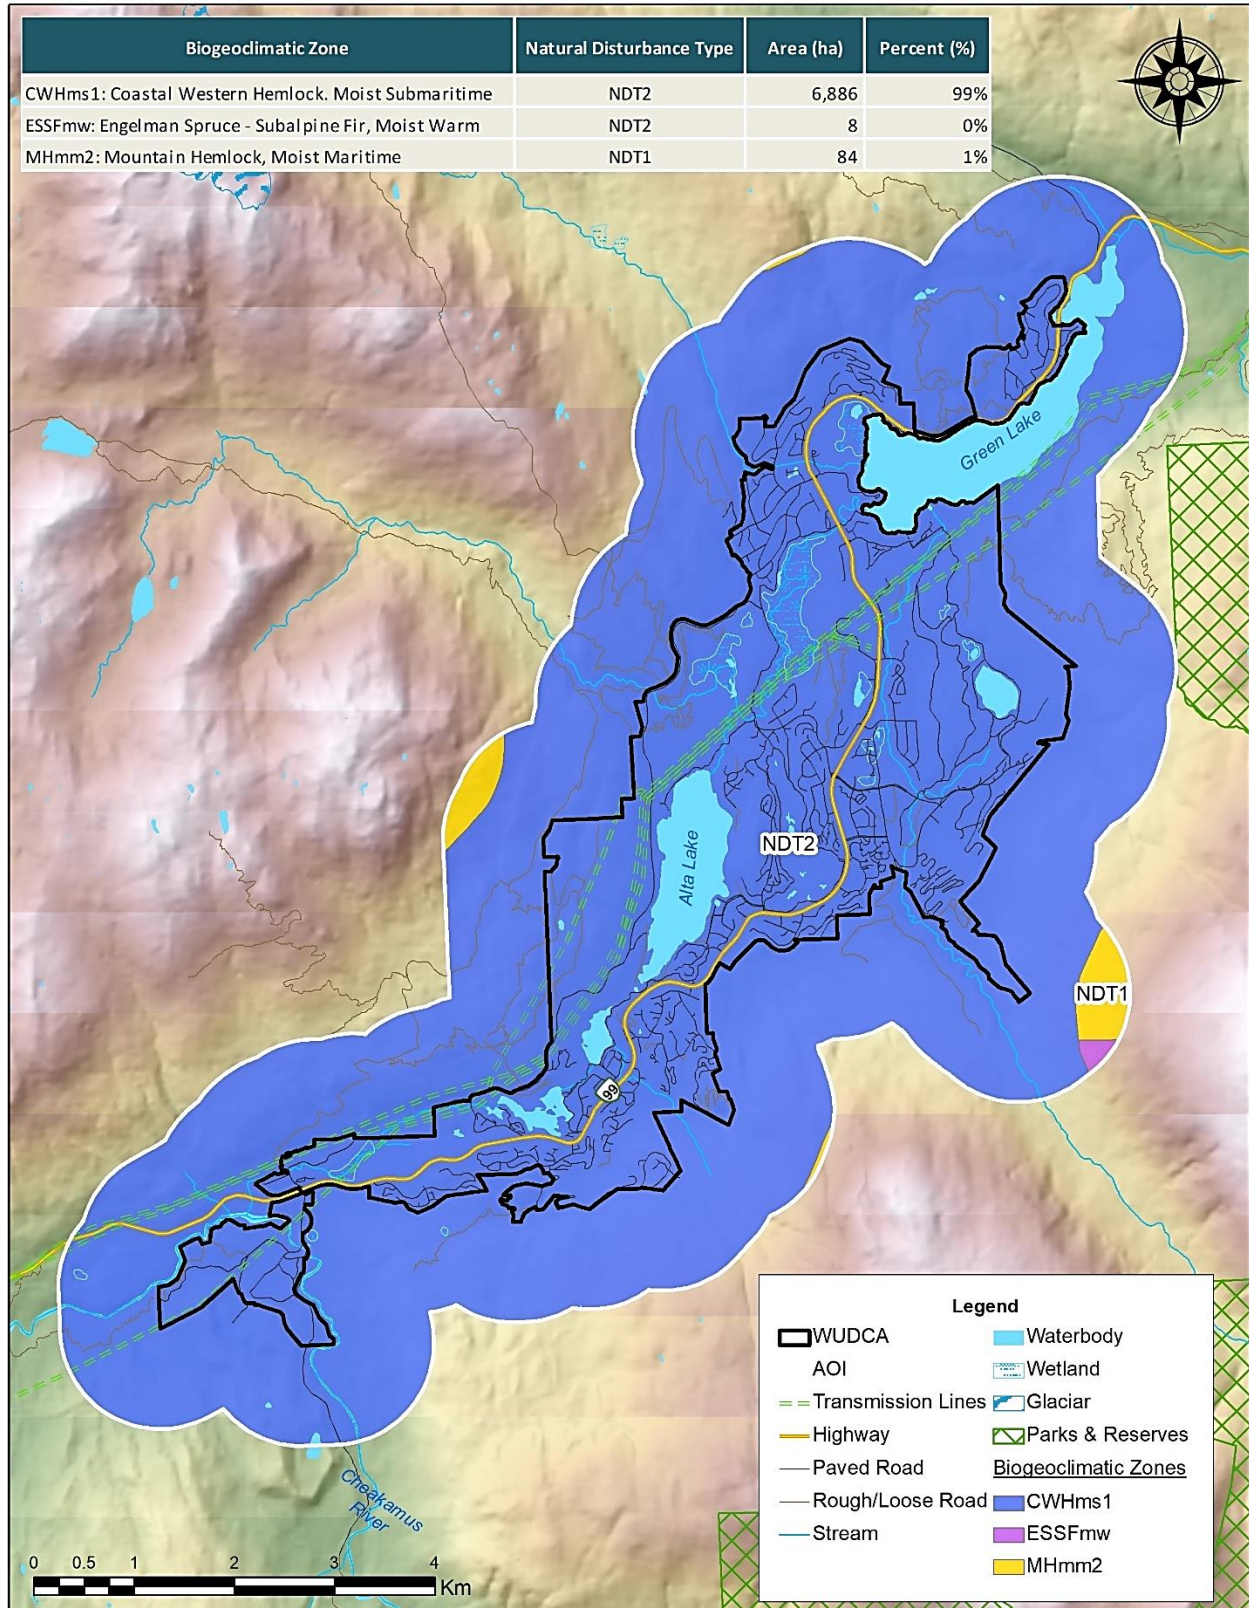 Biogeoclimatic Zone Natural Disturbance Type Area (ha) Percent (%)
CWHms1: Coastal Western Hemlock. Moist Submaritime NDT2 6,886 99%
ESSFmw: Engelman Spruce - Subalpine Fir, Moist Warm NDT2 8 0%
MHmm2: Mountain Hemlock, Moist Maritime NDT1 84 1%
Green Lake
Alta Lake
NDT2
NDT1
99
Cheakamus
River
Legend
WUDCA
AOI
Transmission Lines
Highway
Paved Road
Rough/Loose Road
Stream
Waterbody
Wetland
Glaciar
Parks & Reserves
Biogeoclimatic Zones
CWHms1
ESSFmw
MHmm2
0 0.5 1 2 3 4
Km